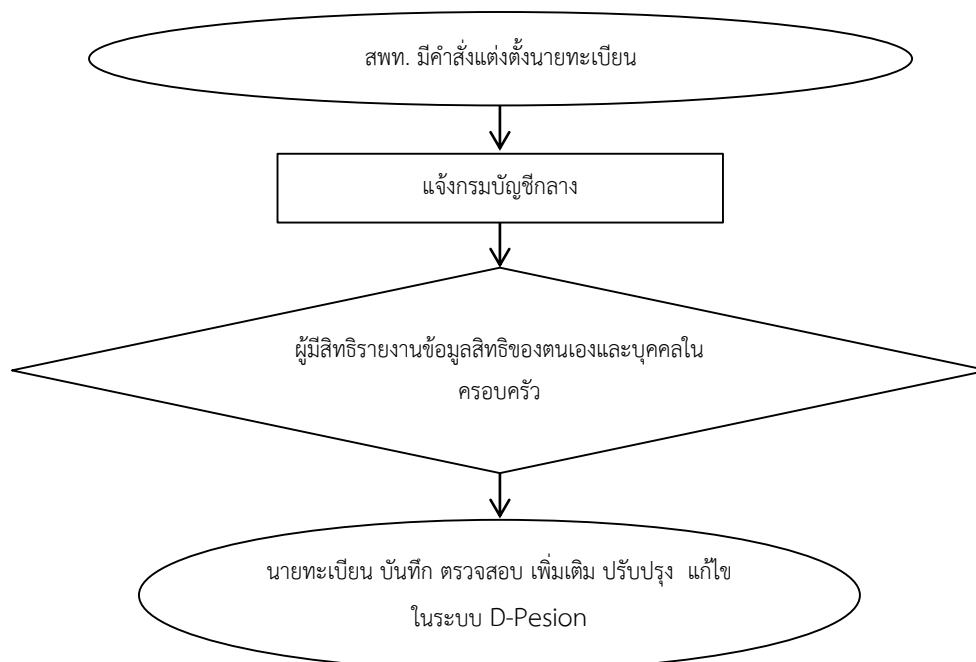 สพท. มีคำสั่งแต่งตั้งนายทะเบียน
แจ้งกรมบัญชีกลาง
ผู้มีสิทธิรายงานข้อมูลสิทธิของตนเองและบุคคลใน
ครอบครัว
นายทะเบียน บันทึก ตรวจสอบ เพิ่มเติม ปรับปรุง แก้ไข
ในระบบ D-Pesion